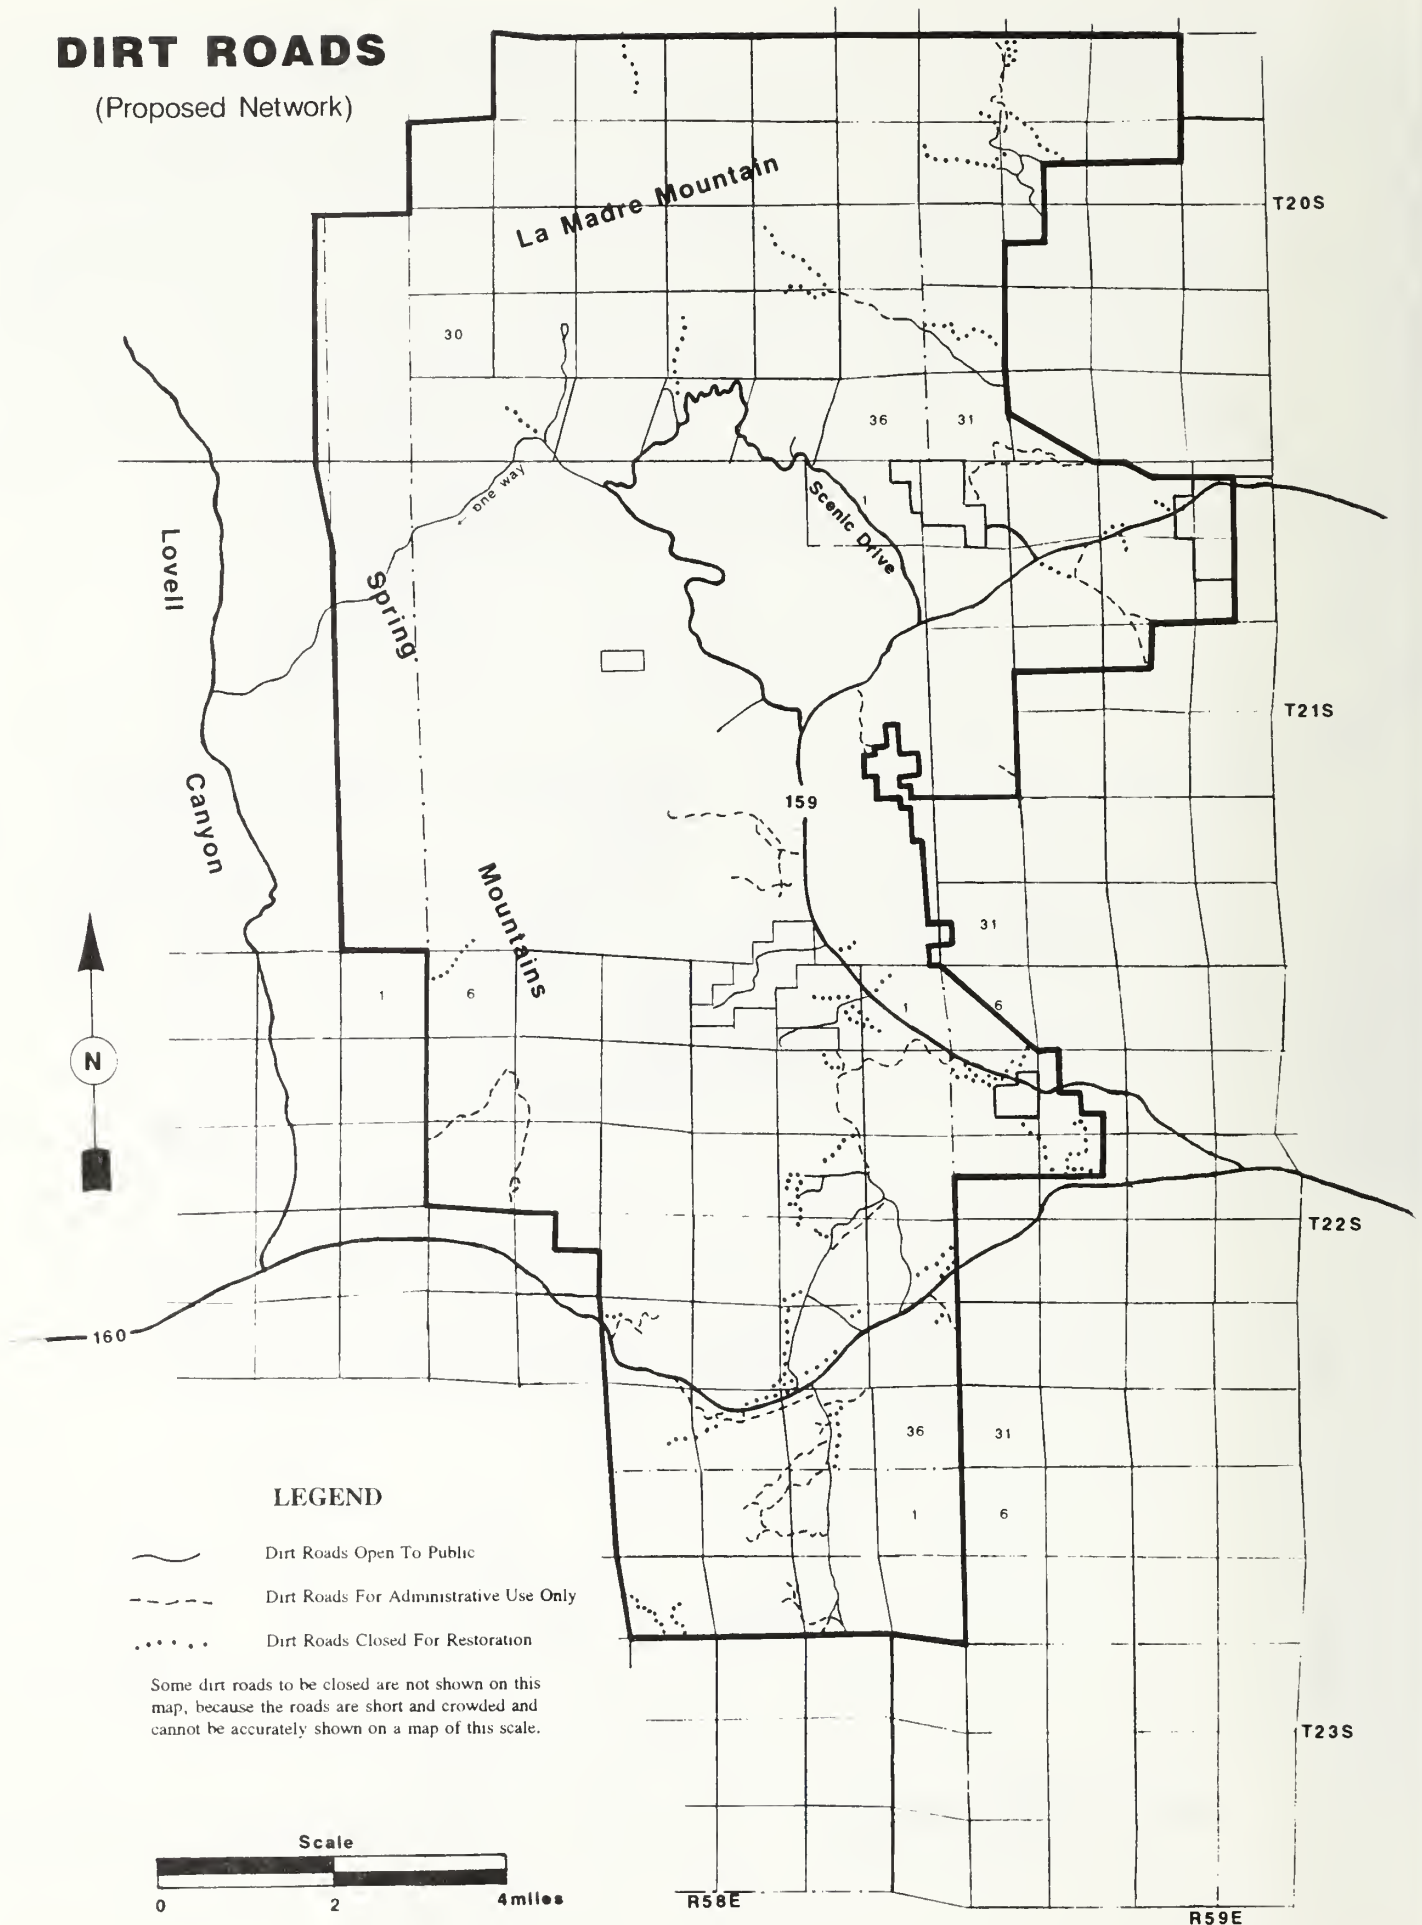 DIRT ROADS
(Proposed Network)
La Madre Mountain
T20S
30
36
31
one way
1
Scenic Drive
Lovell
Spring
T21S
Canyon
159
Mountains
31
1
6
1
6
N
T22S
160
36
31
1
6
LEGEND
Dirt Roads Open To Public
Dirt Roads For Administrative Use Only
Dirt Roads Closed For Restoration
Some dirt roads to be closed are not shown on this
map, because the roads are short and crowded and
cannot be accurately shown on a map of this scale.
T23S
Scale
0
2
4miles
R58E
R59E